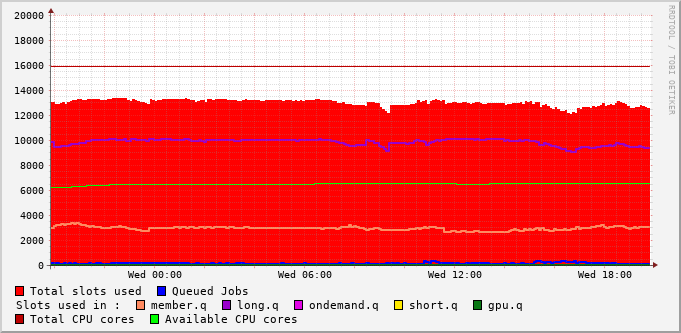 20000
18000
16000
14000
12000
10000
8000
6000
4000
2000
0
Wed 00:00 Wed 06:00 Wed 12:00 Wed 18:00
RRDTOOL / TOBI OETIKER
Total slots used Queued Jobs
Slots used in : member.q long.q ondemand.q short.q gpu.q
Total CPU cores Available CPU cores